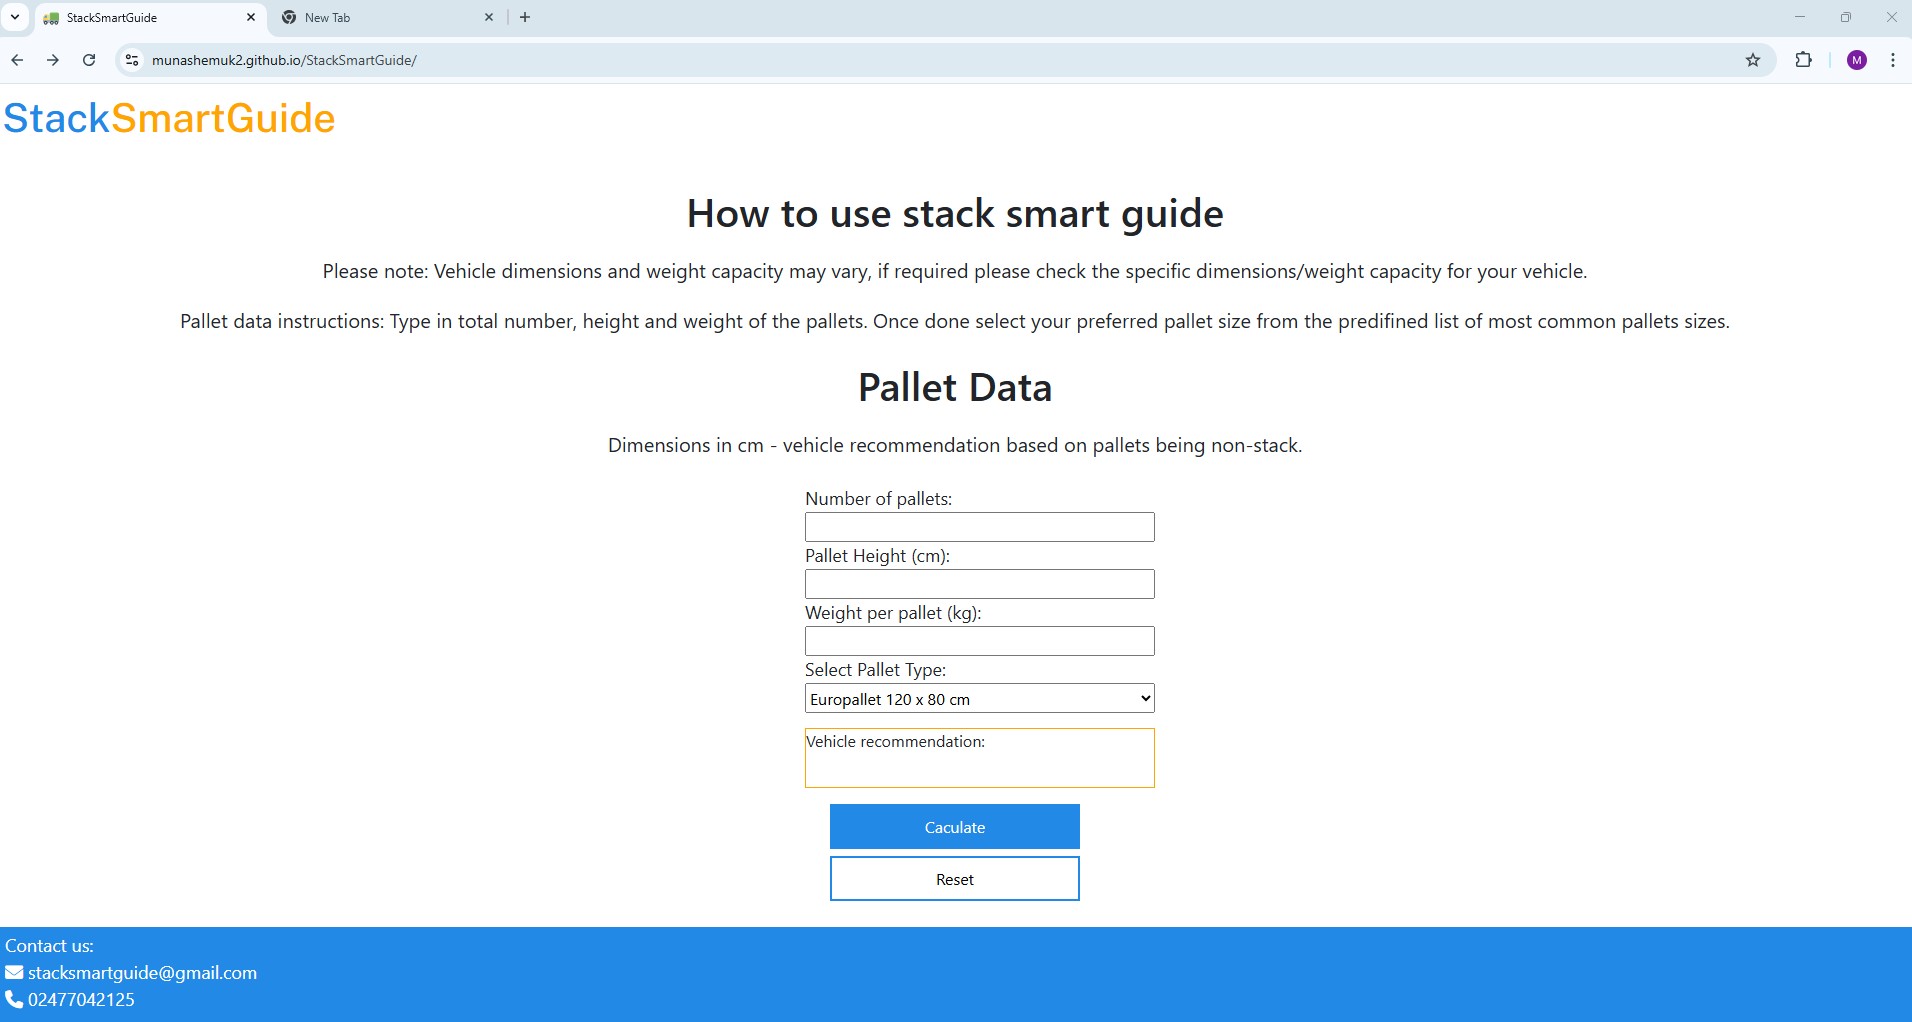 StackSmartGuide
New Tab
munashemuk2.github.io/StackSmartGuide/
M
StackSmartGuide
How to use stack smart guide
Please note: Vehicle dimensions and weight capacity may vary, if required please check the specific dimensions/weight capacity for your vehicle.
Pallet data instructions: Type in total number, height and weight of the pallets. Once done select your preferred pallet size from the predifined list of most common pallets sizes.
Pallet Data
Dimensions in cm - vehicle recommendation based on pallets being non-stack.
Number of pallets:
Pallet Height (cm):
Weight per pallet (kg):
Select Pallet Type:
Europallet 120 x 80 cm
Vehicle recommendation:
Caculate
Reset
Contact us:
stacksmartguide@gmail.com
02477042125